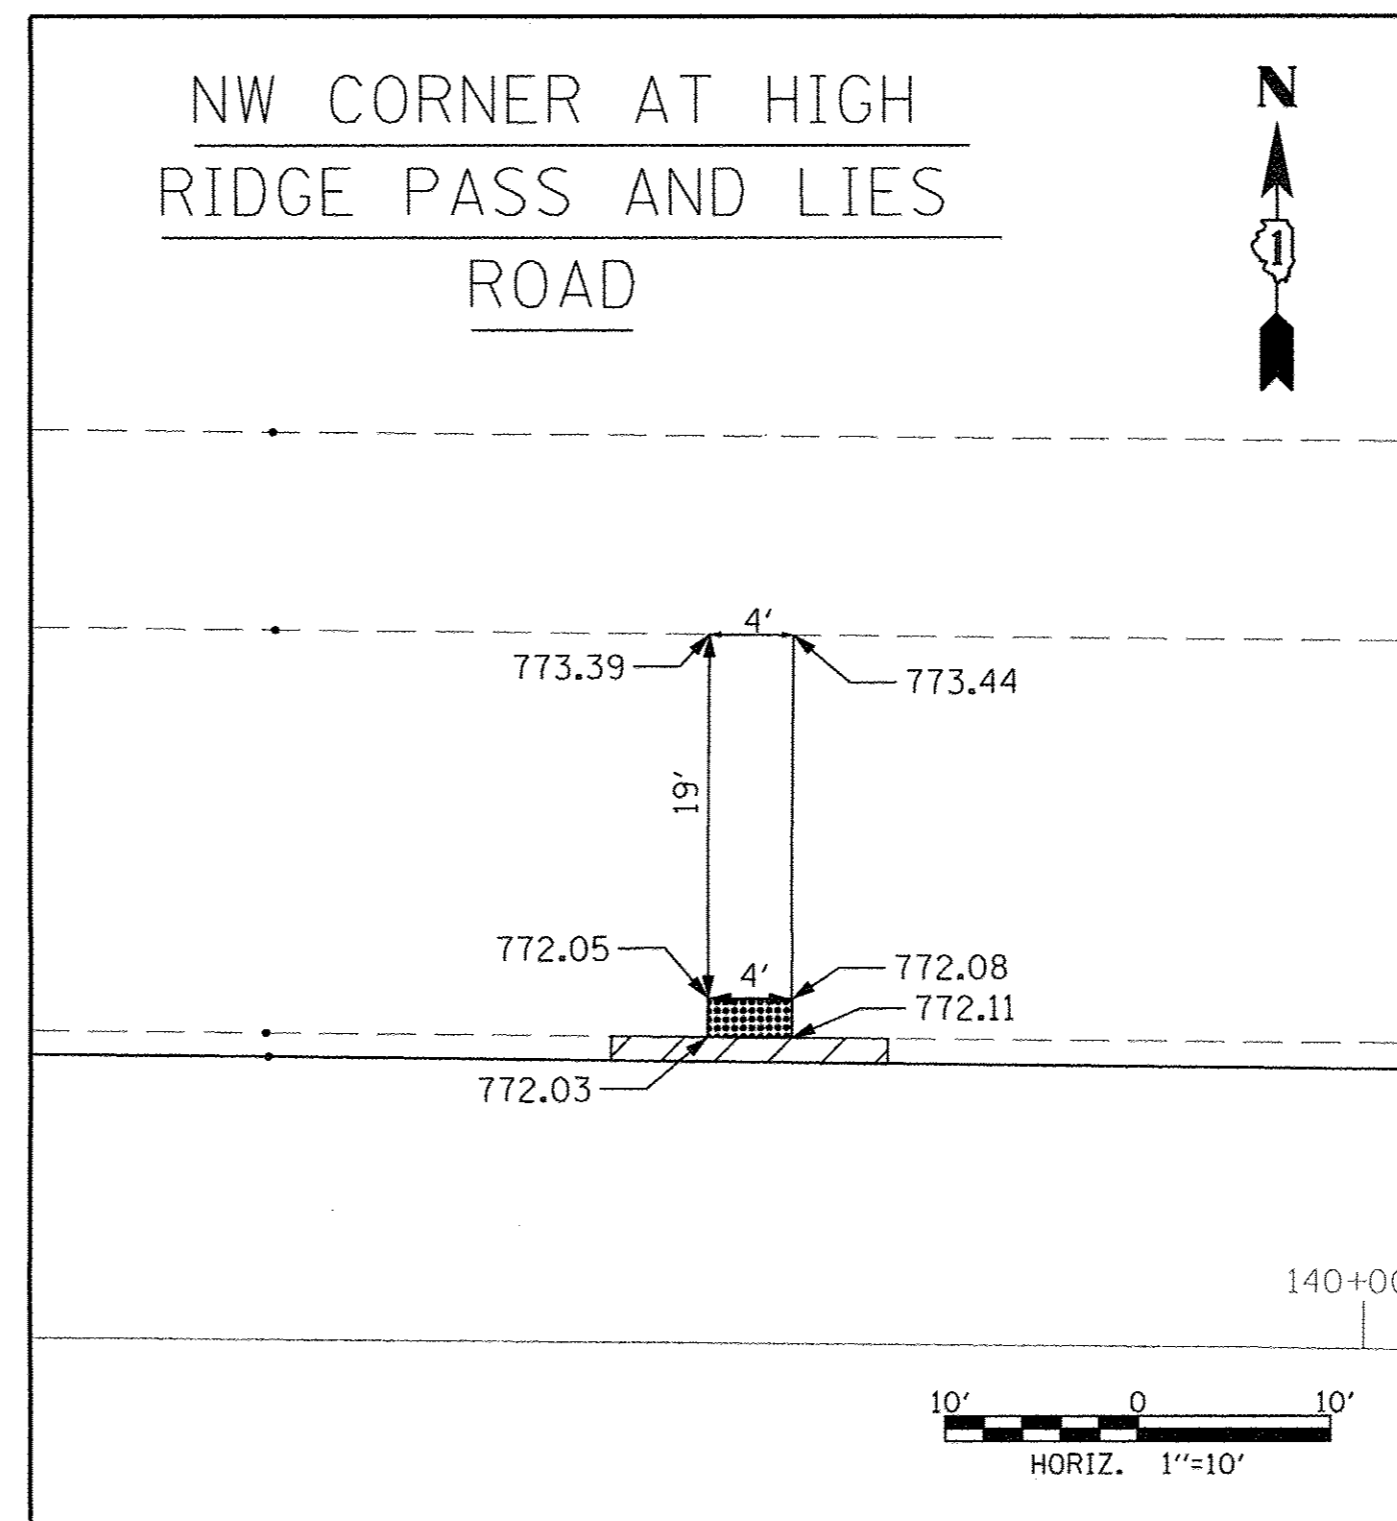 NW CORNER AT HIGH
RIDGE PASS AND LIES
ROAD
N
1
4'
773.39
773.44
19'
772.05
4'
772.08
772.11
772.03
140+00
10' 0 10'
HORIZ. 1"=10'